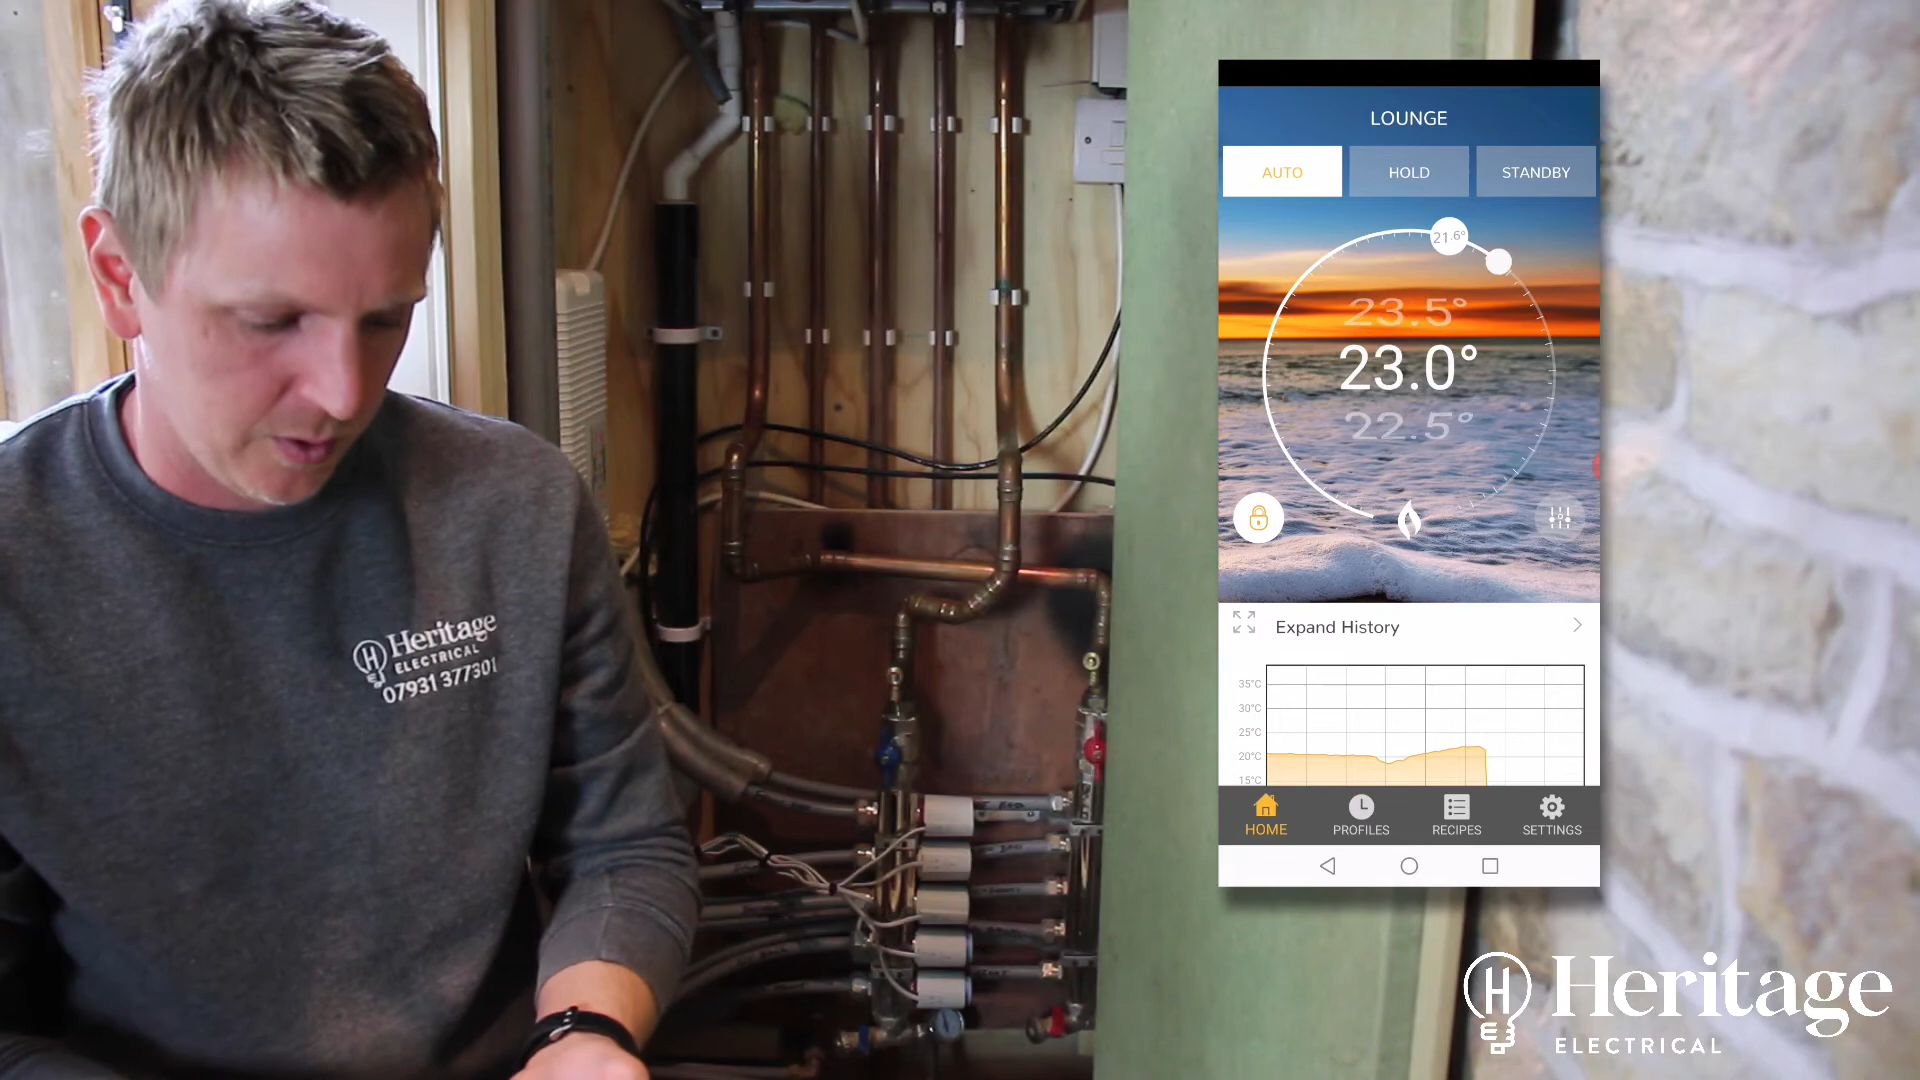 LOUNGE
AUTO HOLD STANDBY
21.6°
23.5°
23.0°
22.5°
Expand History
35°C
30°C
25°C
20°C
15°C
HOME PROFILES RECIPES SETTINGS
Heritage
ELECTRICAL
07931 377301
H
Heritage
ELECTRICAL